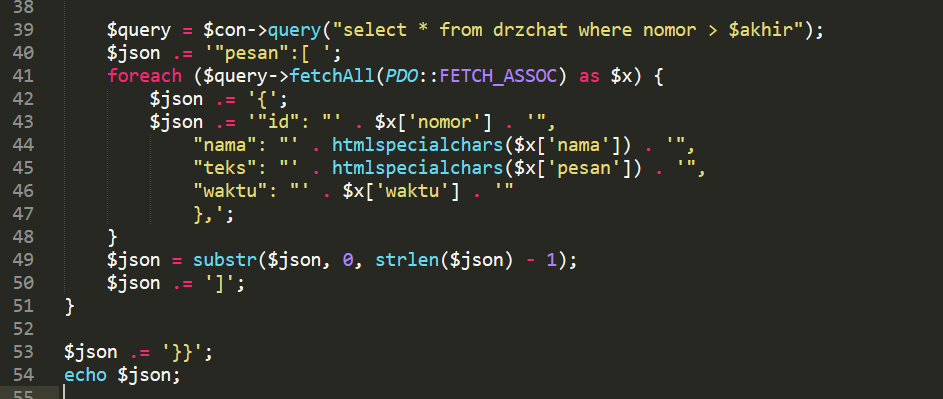 38
39 $query = $con->query("select * from drzchat where nomor > $akhir");
40 $json .= '"pesan":[ ';
41 foreach ($query->fetchAll(PDO::FETCH_ASSOC) as $x) {
42 $json .= '{';
43 $json .= '"id": "' . $x['nomor'] . '",
44 "nama": "' . htmlspecialchars($x['nama']) . '",
45 "teks": "' . htmlspecialchars($x['pesan']) . '",
46 "waktu": "' . $x['waktu'] . '"
47 },';
48 }
49 $json = substr($json, 0, strlen($json) - 1);
50 $json .= ']';
51 }
52
53 $json .= '}}';
54 echo $json;
55